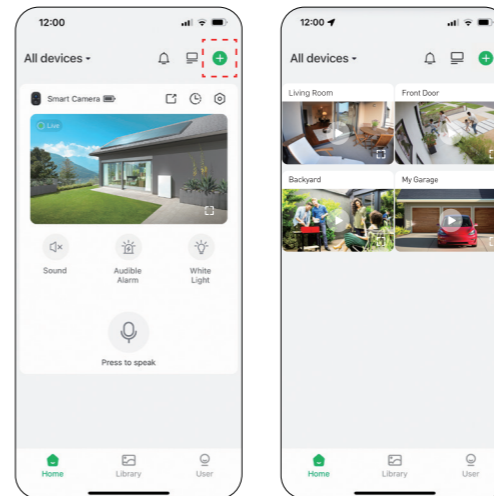 12:00
All devices
Smart Camera
Live
Sound
Audible
Alarm
White
Light
Press to speak
Home
Library
User
12:00
All devices
Living Room
Front Door
Backyard
My Garage
Home
Library
User